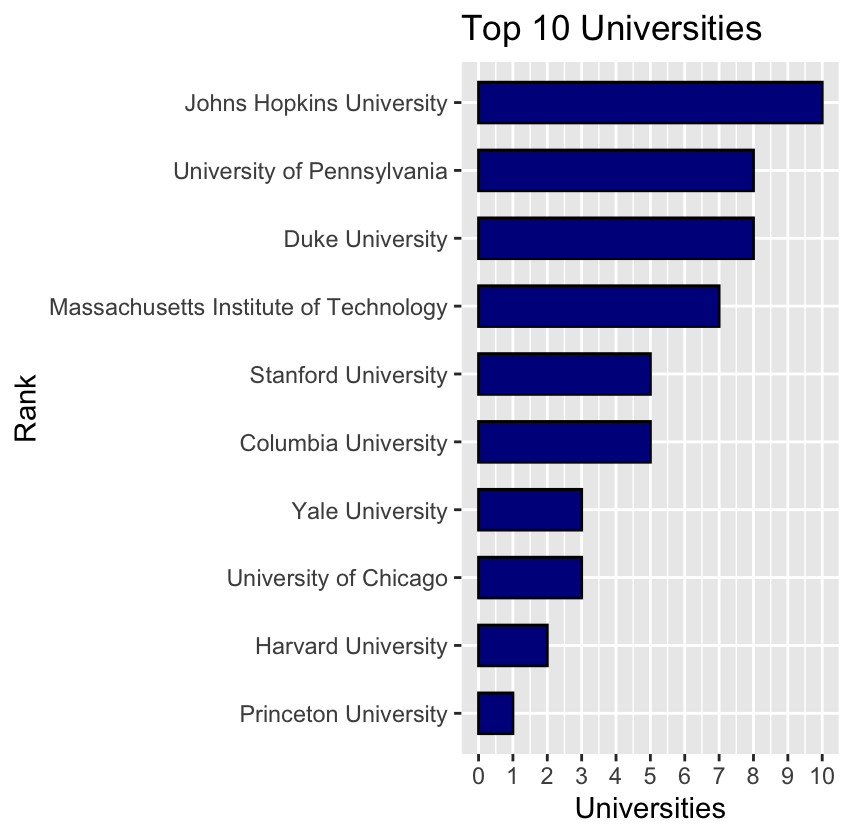 Top 10 Universities
Johns Hopkins University
University of Pennsylvania
Duke University
Massachusetts Institute of Technology
Stanford University
Columbia University
Yale University
University of Chicago
Harvard University
Princeton University
Rank
0 1 2 3 4 5 6 7 8 9 10
Universities